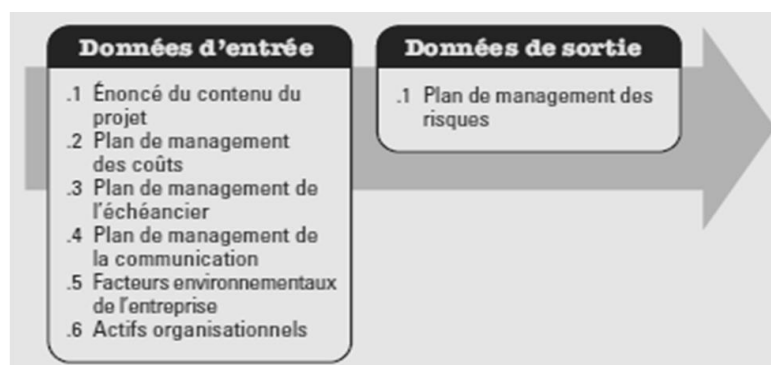 Données d'entrée
.1 Énoncé du contenu du
projet
.2 Plan de management
des coûts
.3 Plan de management de
l'échéancier
.4 Plan de management de
la communication
.5 Facteurs environnementaux
de l'entreprise
.6 Actifs organisationnels
Données de sortie
.1 Plan de management des
risques